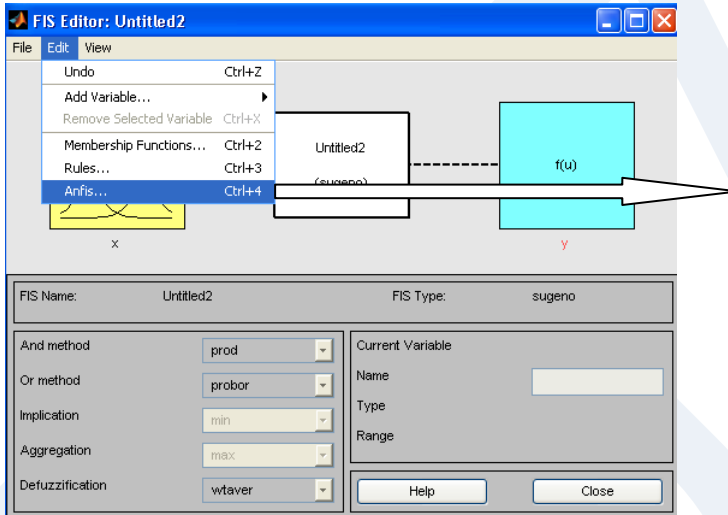 FIS Editor: Untitled2
File Edit View
Undo Ctrl+Z
Add Variable...
Remove Selected Variable Ctrl+X
Membership Functions... Ctrl+2
Rules... Ctrl+3
Anfis... Ctrl+4
Untitled2
(sugeno)
f(u)
x
y
FIS Name: Untitled2 FIS Type: sugeno
And method prod
Or method probor
Implication min
Aggregation max
Defuzzification wtaver
Current Variable
Name
Type
Range
Help Close